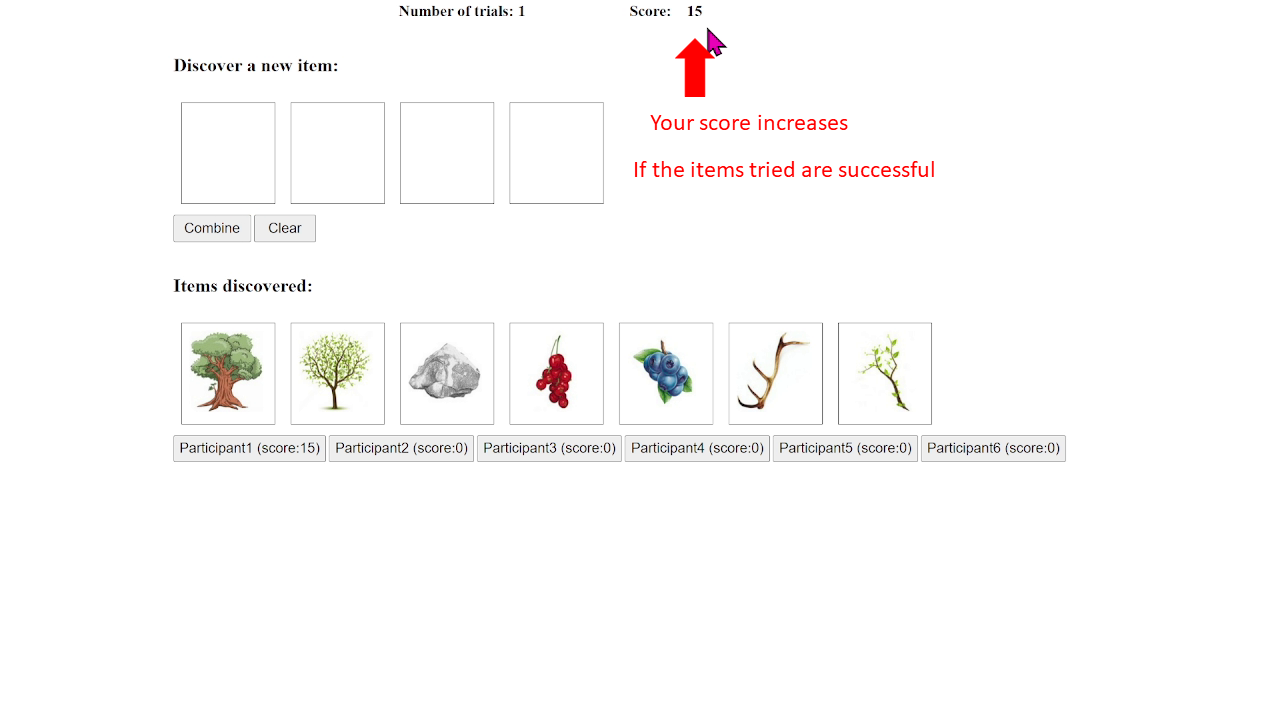 Number of trials: 1 Score: 15
Discover a new item:
Your score increases
If the items tried are successful
Combine Clear
Items discovered:
Participant1 (score:15) Participant2 (score:0) Participant3 (score:0) Participant4 (score:0) Participant5 (score:0) Participant6 (score:0)